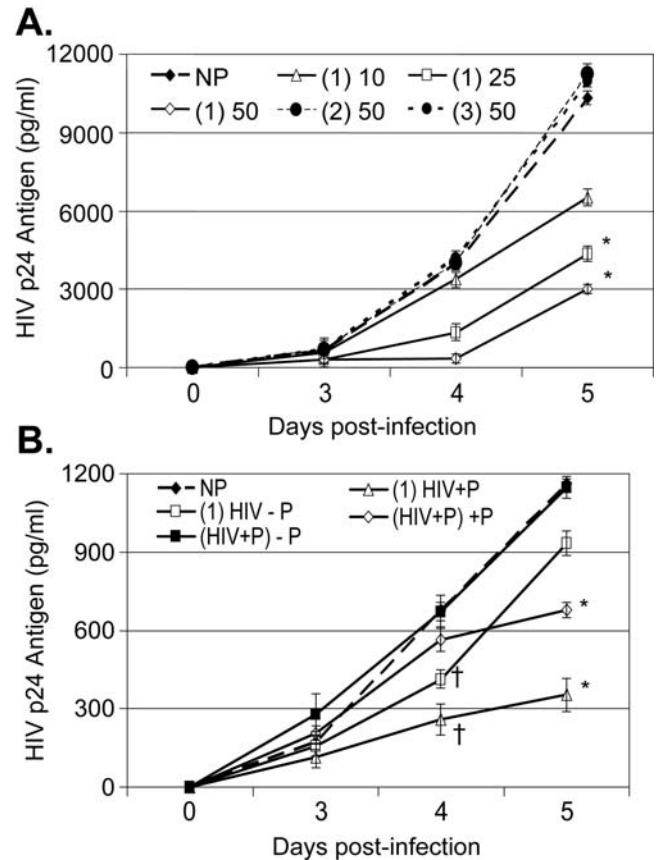 A.
12000
NP (1) 10 (1) 25
(1) 50 (2) 50 (3) 50
9000
6000
*
3000
*
0
0 3 4 5
HIV p24 Antigen (pg/ml)
Days post-infection
B.
1200
NP (1) HIV+P
(1) HIV - P (HIV+P) +P
(HIV+P) - P
900
600
*
†
300
*
†
0
0 3 4 5
HIV p24 Antigen (pg/ml)
Days post-infection